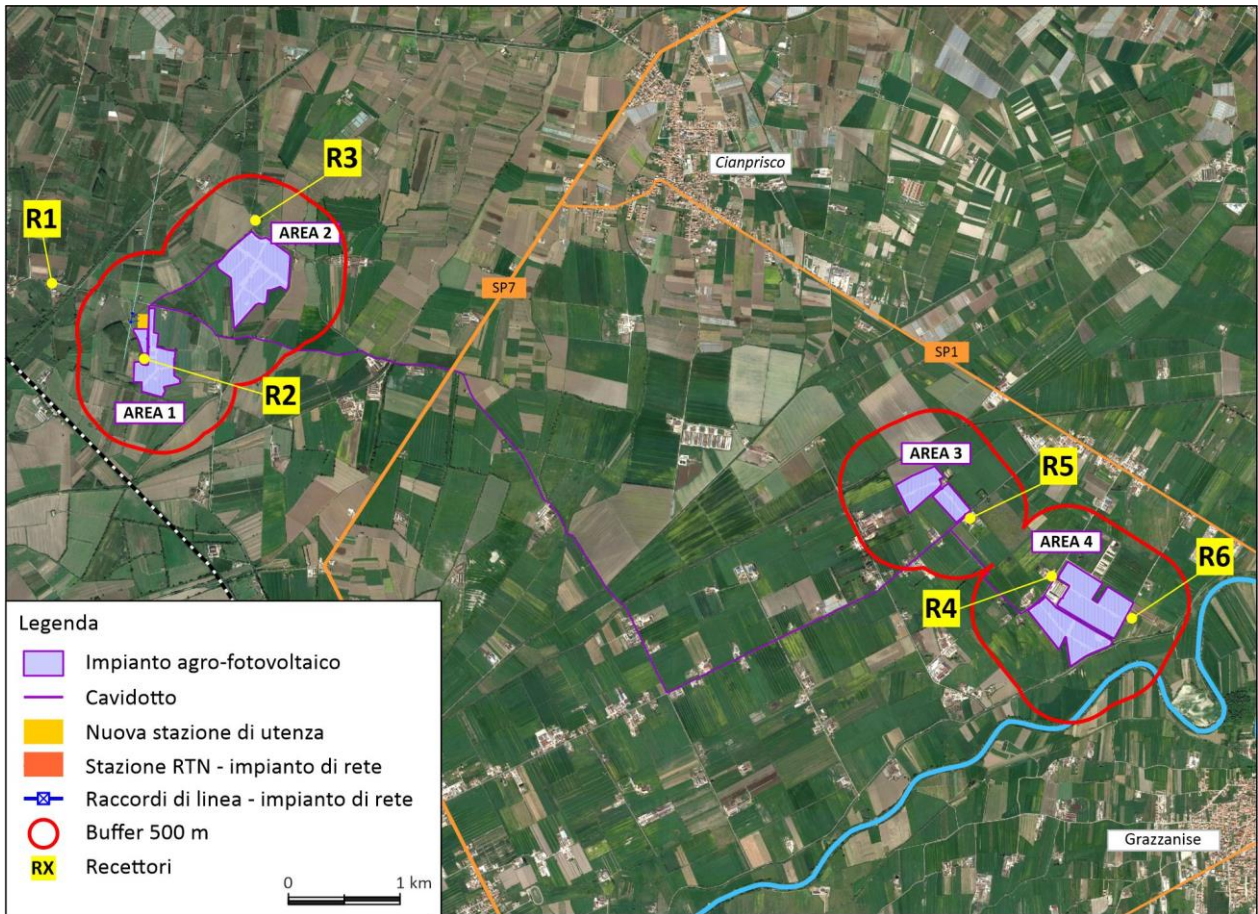 Cianprisco
R3
R1
AREA 2
SP7
SP1
R2
AREA 1
AREA 3
R5
AREA 4
R6
R4
Legenda
Impianto agro-fotovoltaico
Cavidotto
Nuova stazione di utenza
Stazione RTN - impianto di rete
Raccordi di linea - impianto di rete
Buffer 500 m
RX Recettori
0 1 km
Grazzanise